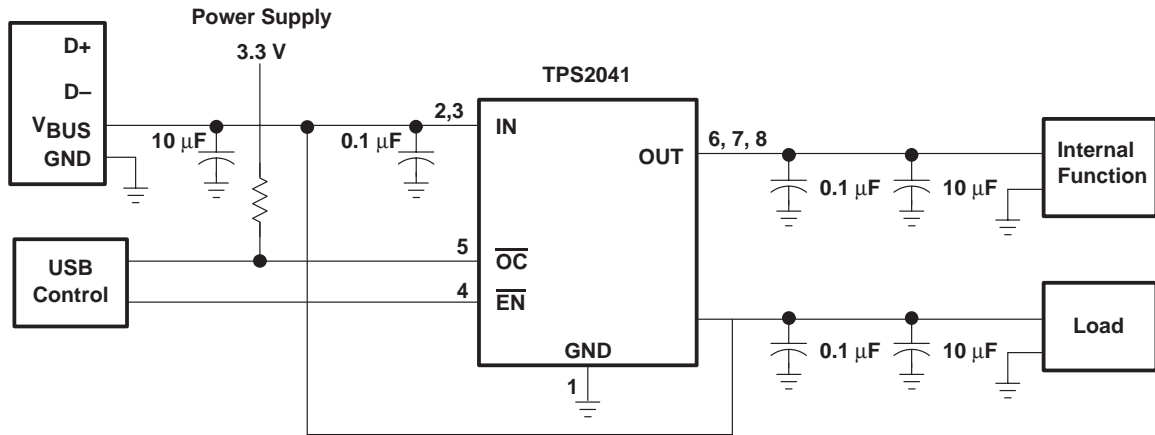 Power Supply
3.3 V
D+
D–
VBUS
GND
10 μF
0.1 μF
2,3
TPS2041
IN
OUT
6, 7, 8
0.1 μF
10 μF
Internal
Function
USB
Control
5
4
OC
EN
GND
1
0.1 μF
10 μF
Load